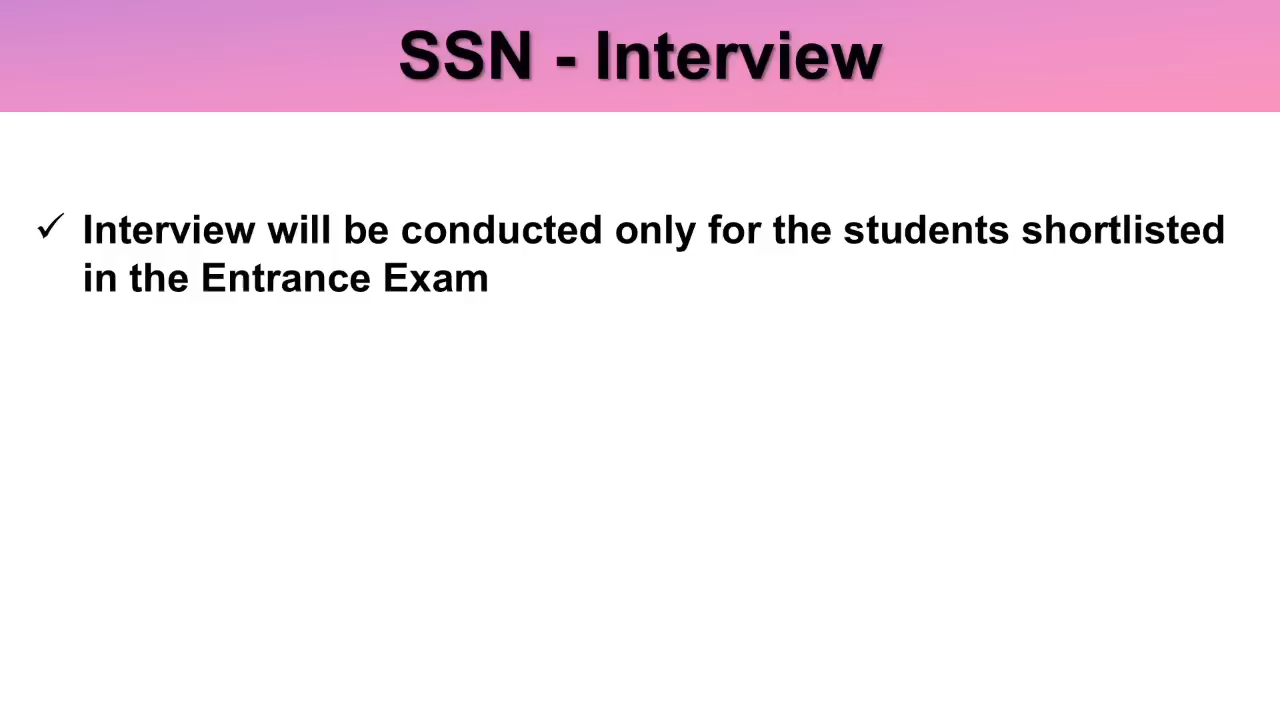 SSN - Interview
✓ Interview will be conducted only for the students shortlisted
in the Entrance Exam